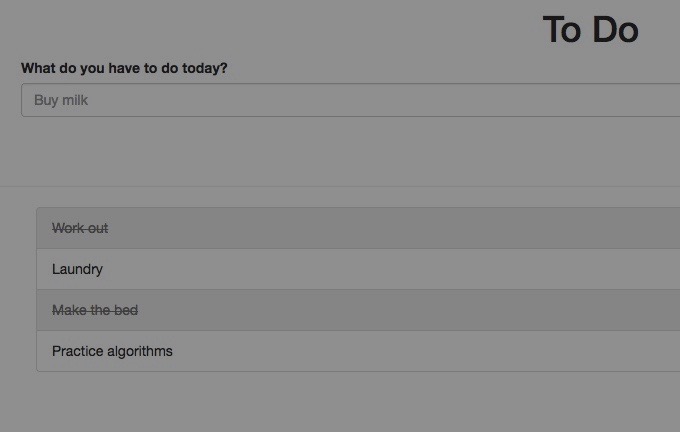 To Do
What do you have to do today?
Buy milk
Work out
Laundry
Make the bed
Practice algorithms